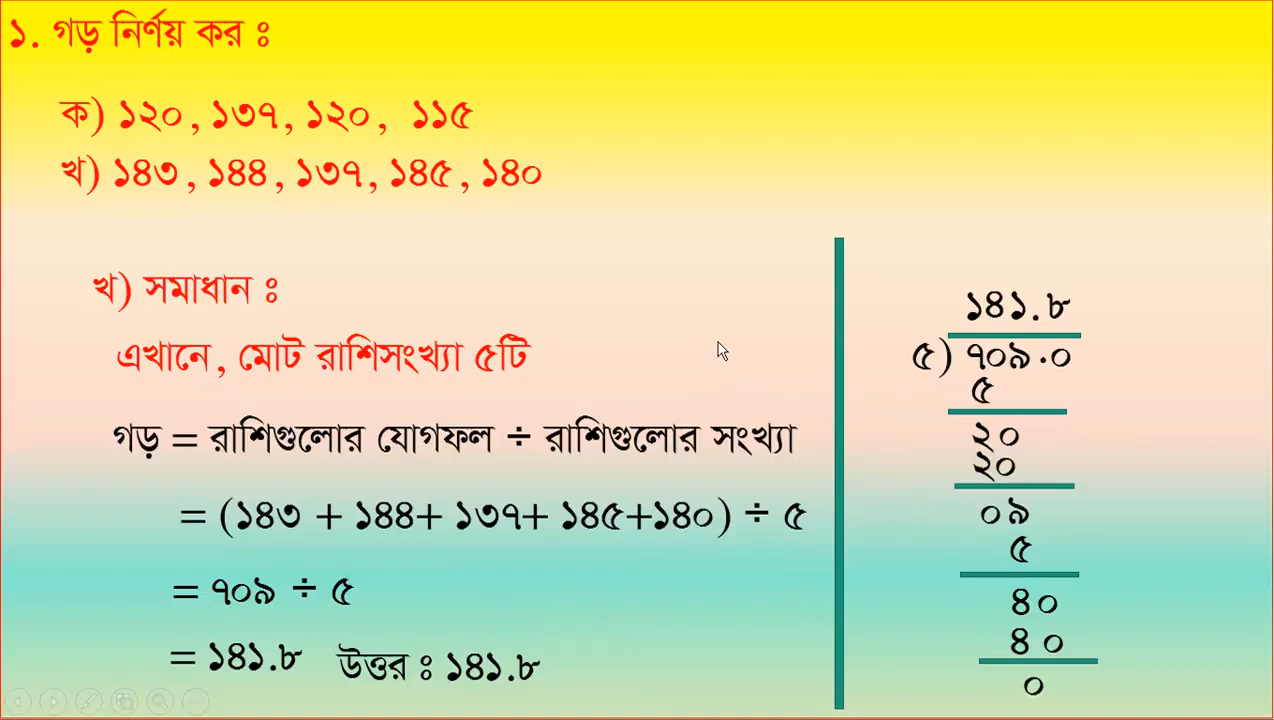 ১. গড় নির্ণয় কর ঃ
ক) ১২০, ১৩৭, ১২০, ১১৫
খ) ১৪৩, ১৪৪, ১৩৭, ১৪৫, ১৪০
খ) সমাধান ঃ
এখানে, মোট রাশিসংখ্যা ৫টি
গড় = রাশিগুলোর যোগফল ÷ রাশিগুলোর সংখ্যা
= (১৪৩ + ১৪৪+ ১৩৭+ ১৪৫+১৪০) ÷ ৫
= ৭০৯ ÷ ৫
= ১৪১.৮ উত্তর ঃ ১৪১.৮
১৪১.৮
৫) ৭০৯.০
৫
২০
২০
০৯
৫
৪০
৪০
০